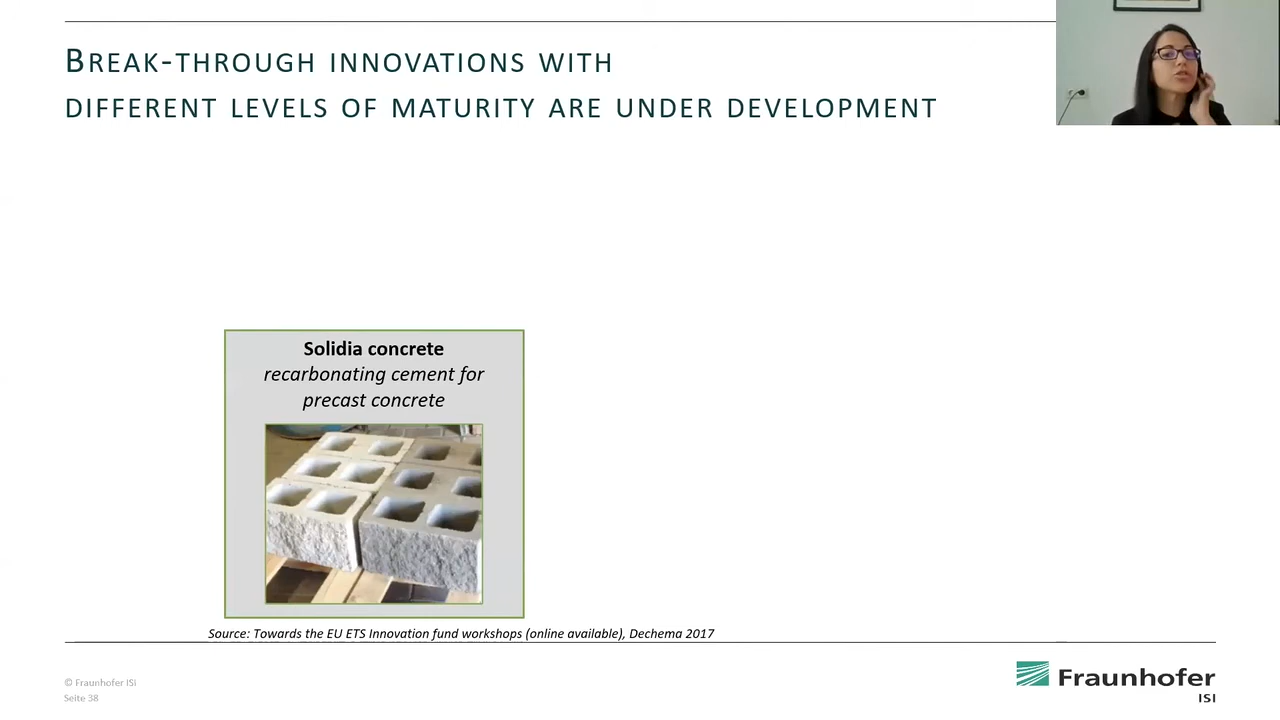 BREAK-THROUGH INNOVATIONS WITH
DIFFERENT LEVELS OF MATURITY ARE UNDER DEVELOPMENT
Solidia concrete
recarbonating cement for
precast concrete
Source: Towards the EU ETS Innovation fund workshops (online available), Dechema 2017
© Fraunhofer ISI
Seite 38
Fraunhofer
ISI